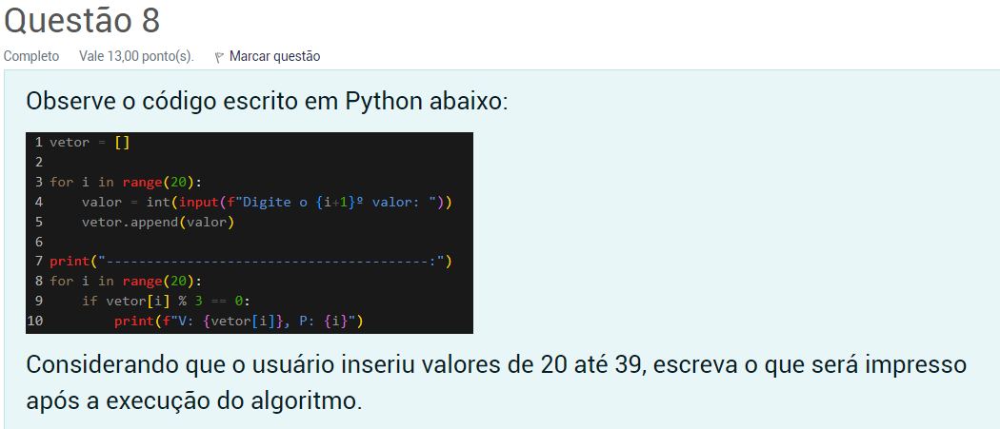 Questão 8
Completo Vale 13,00 ponto(s). Marcar questão
Observe o código escrito em Python abaixo:
1 vetor = []
2
3 for i in range(20):
4     valor = int(input(f"Digite o {i+1}º valor: "))
5     vetor.append(valor)
6
7 print("----------------------------------------:")
8 for i in range(20):
9     if vetor[i] % 3 == 0:
10         print(f"V: {vetor[i]}, P: {i}")
Considerando que o usuário inseriu valores de 20 até 39, escreva o que será impresso
após a execução do algoritmo.